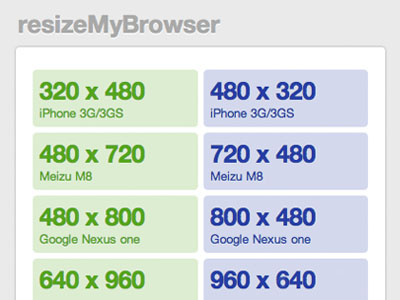 resizeMyBrowser
320 x 480 480 x 320
iPhone 3G/3GS iPhone 3G/3GS
480 x 720 720 x 480
Meizu M8 Meizu M8
480 x 800 800 x 480
Google Nexus one Google Nexus one
640 x 960 960 x 640